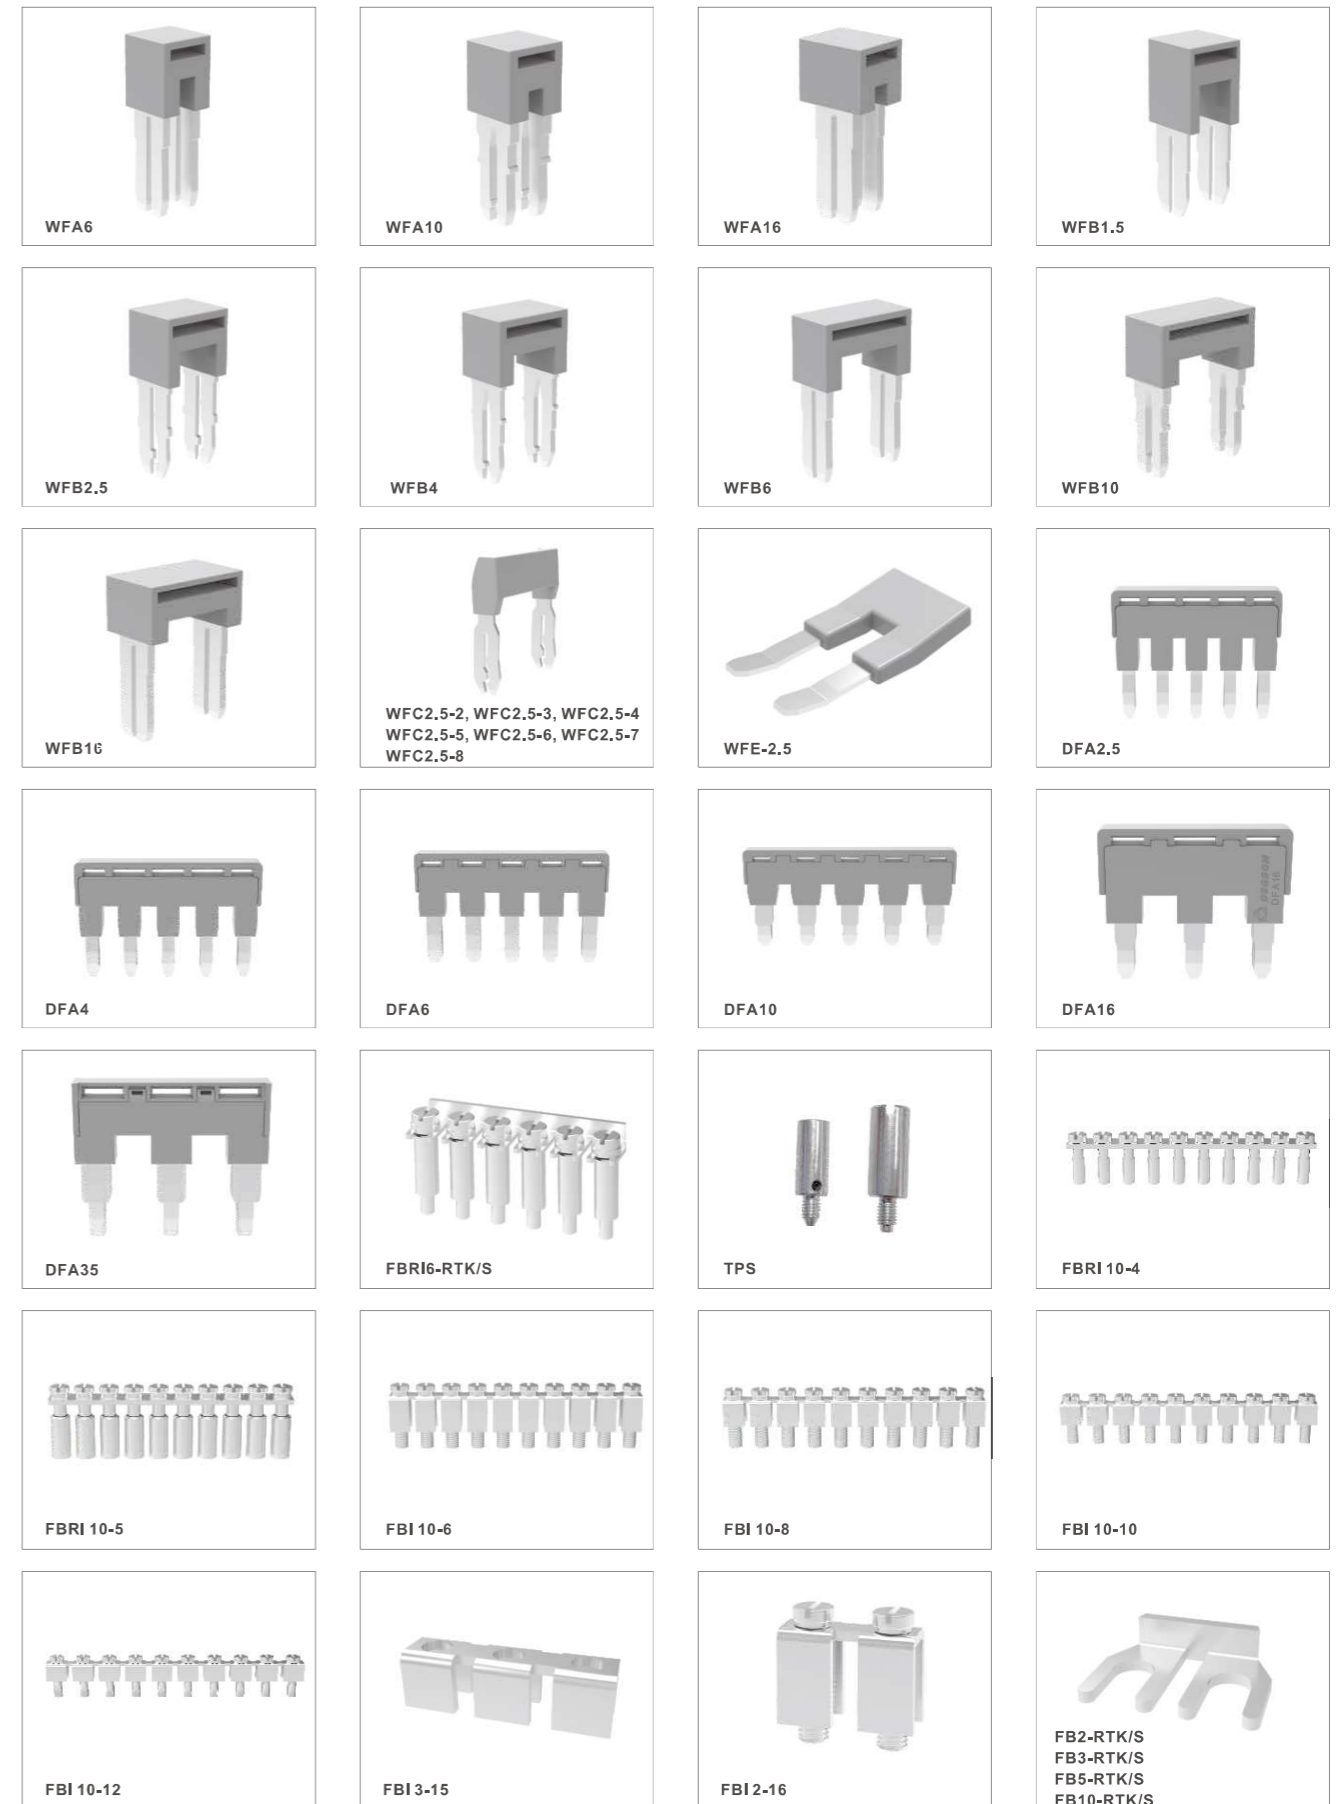 WFA6
WFA10
WFA16
WFB1.5
WFB2.5
WFB4
WFB6
WFB10
WFB16
WFC2.5-2, WFC2.5-3, WFC2.5-4
WFC2.5-5, WFC2.5-6, WFC2.5-7
WFC2.5-8
WFE-2.5
DFA2.5
DFA4
DFA6
DFA10
DEGSON
DFA16
DFA16
DFA35
FBRI6-RTK/S
TPS
FBRI 10-4
FBRI 10-5
FBI 10-6
FBI 10-8
FBI 10-10
FBI 10-12
FBI 3-15
FBI 2-16
FB2-RTK/S
FB3-RTK/S
FB5-RTK/S
FB10-RTK/S